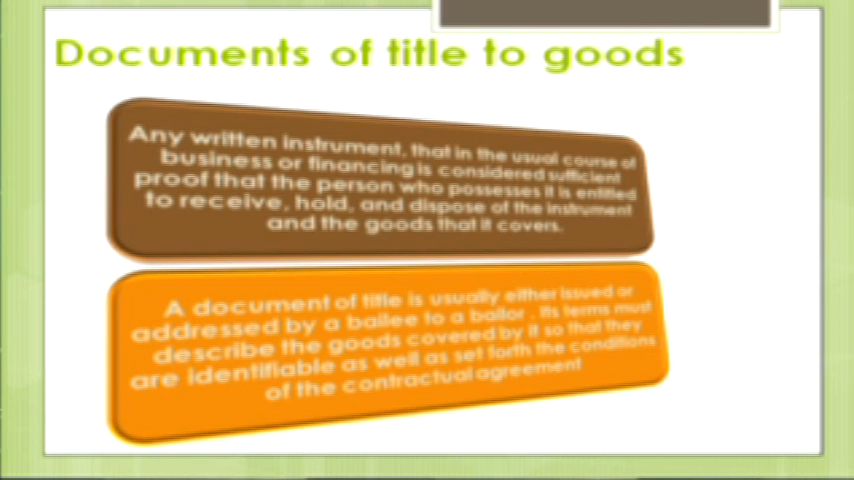 Documents of title to goods
Any written instrument, that in the usual course of
business or financing is considered sufficient
proof that the person who possesses it is entitled
to receive, hold, and dispose of the instrument
and the goods that it covers.
A document of title is usually either issued or
addressed by a bailee to a bailor . Its terms must
describe the goods covered by it so that they
are identifiable as well as set forth the conditions
of the contractual agreement